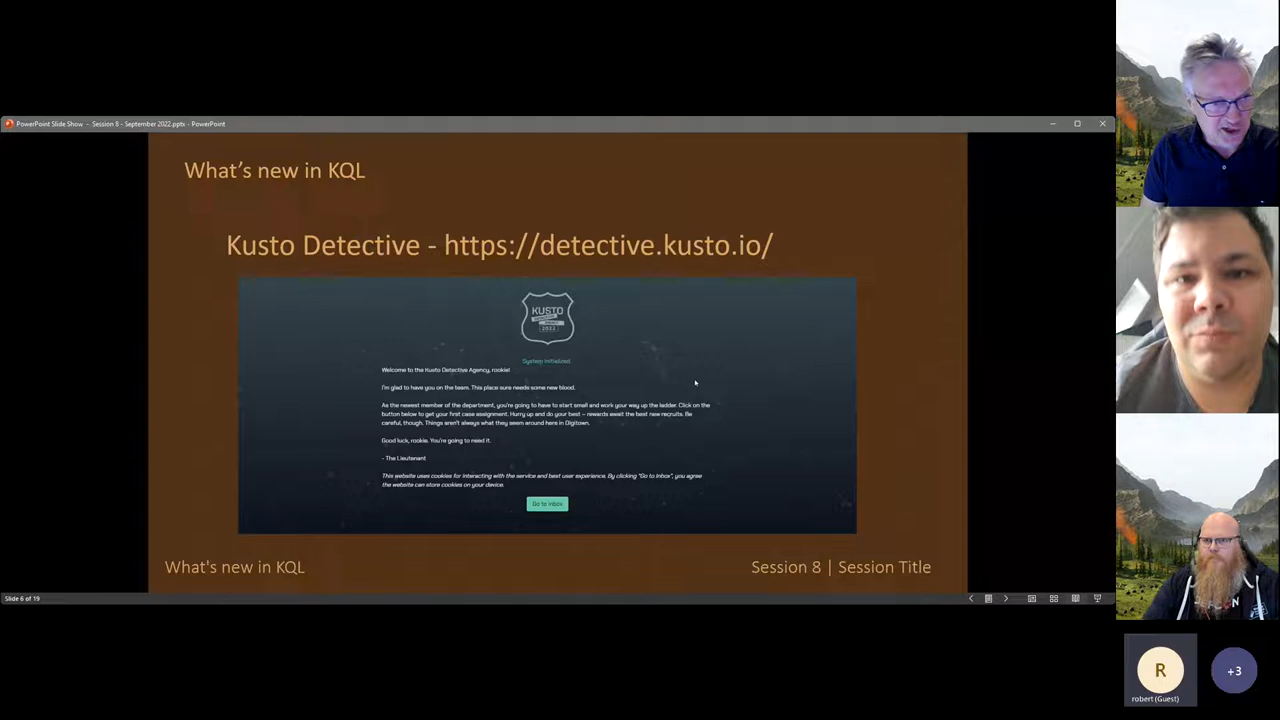 PowerPoint Slide Show - Session 8 - September 2022.pptx - PowerPoint
What's new in KQL
Kusto Detective - https://detective.kusto.io/
KUSTO
DETECTIVE AGENCY
2022
System Initialized
Welcome to the Kusto Detective Agency, rookie!
I'm glad to have you on the team. This place sure needs some new blood.
As the newest member of the department, you're going to have to start small and work your way up the ladder. Click on the
button below to get your first case assignment. Hurry up and do your best – rewards await the best new recruits. Be
careful, though. Things aren't always what they seem around here in Digitown.
Good luck, rookie. You're going to need it.
- The Lieutenant
This website uses cookies for interacting with the service and best user experience. By clicking "Go to Inbox", you agree
the website can store cookies on your device.
Go to Inbox
What's new in KQL
Session 8 | Session Title
Slide 6 of 19
R
robert (Guest)
+3